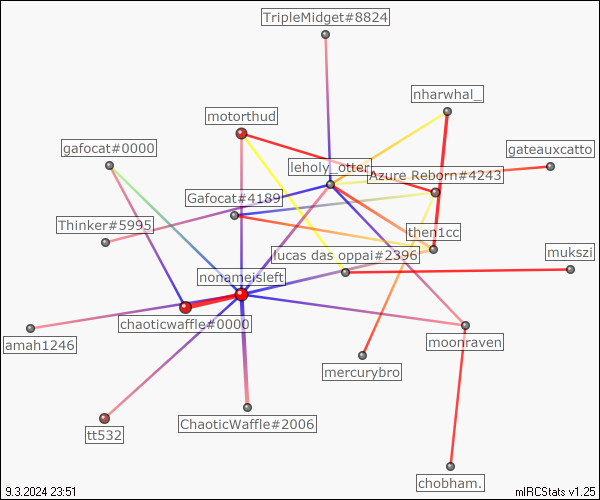 TripleMidget#8824
nharwhal_
motorthud
gafocat#0000
gateauxcatto
leholy_otter
Azure Reborn#4243
Gafocat#4189
Thinker#5995
then1cc
lucas das oppai#2396
mukszi
nonameisleft
chaoticwaffle#0000
amah1246
moonraven
mercurybro
ChaoticWaffle#2006
tt532
chobham.
9.3.2024 23:51
mIRCStats v1.25